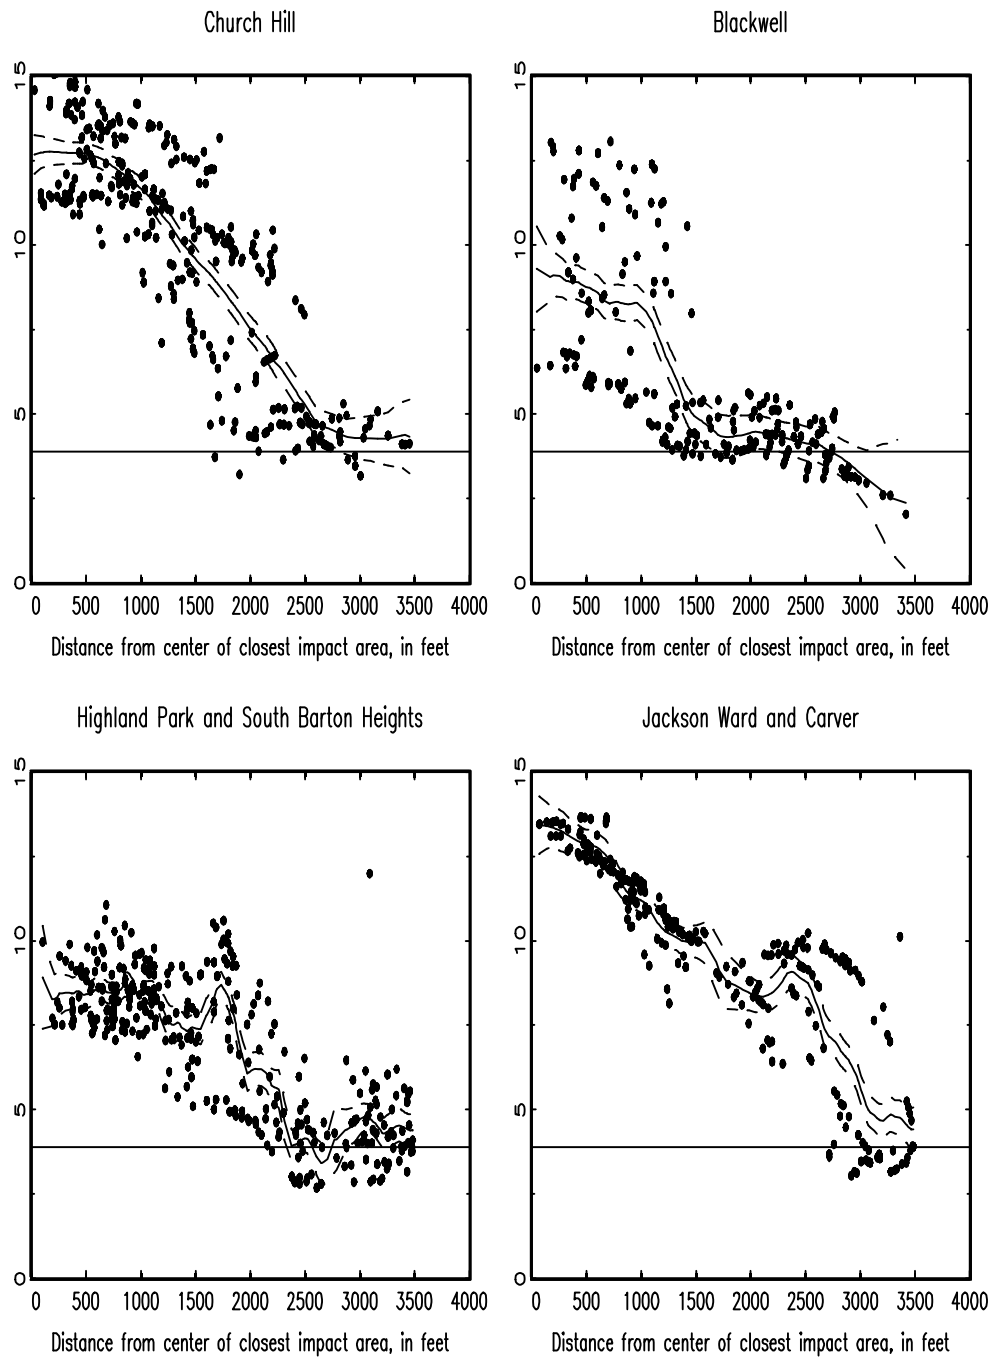 Church Hill
Blackwell
15
10
5
0
0 500 1000 1500 2000 2500 3000 3500 4000
Distance from center of closest impact area, in feet
15
10
5
0
0 500 1000 1500 2000 2500 3000 3500 4000
Distance from center of closest impact area, in feet
Highland Park and South Barton Heights
Jackson Ward and Carver
15
10
5
0
0 500 1000 1500 2000 2500 3000 3500 4000
Distance from center of closest impact area, in feet
15
10
5
0
0 500 1000 1500 2000 2500 3000 3500 4000
Distance from center of closest impact area, in feet